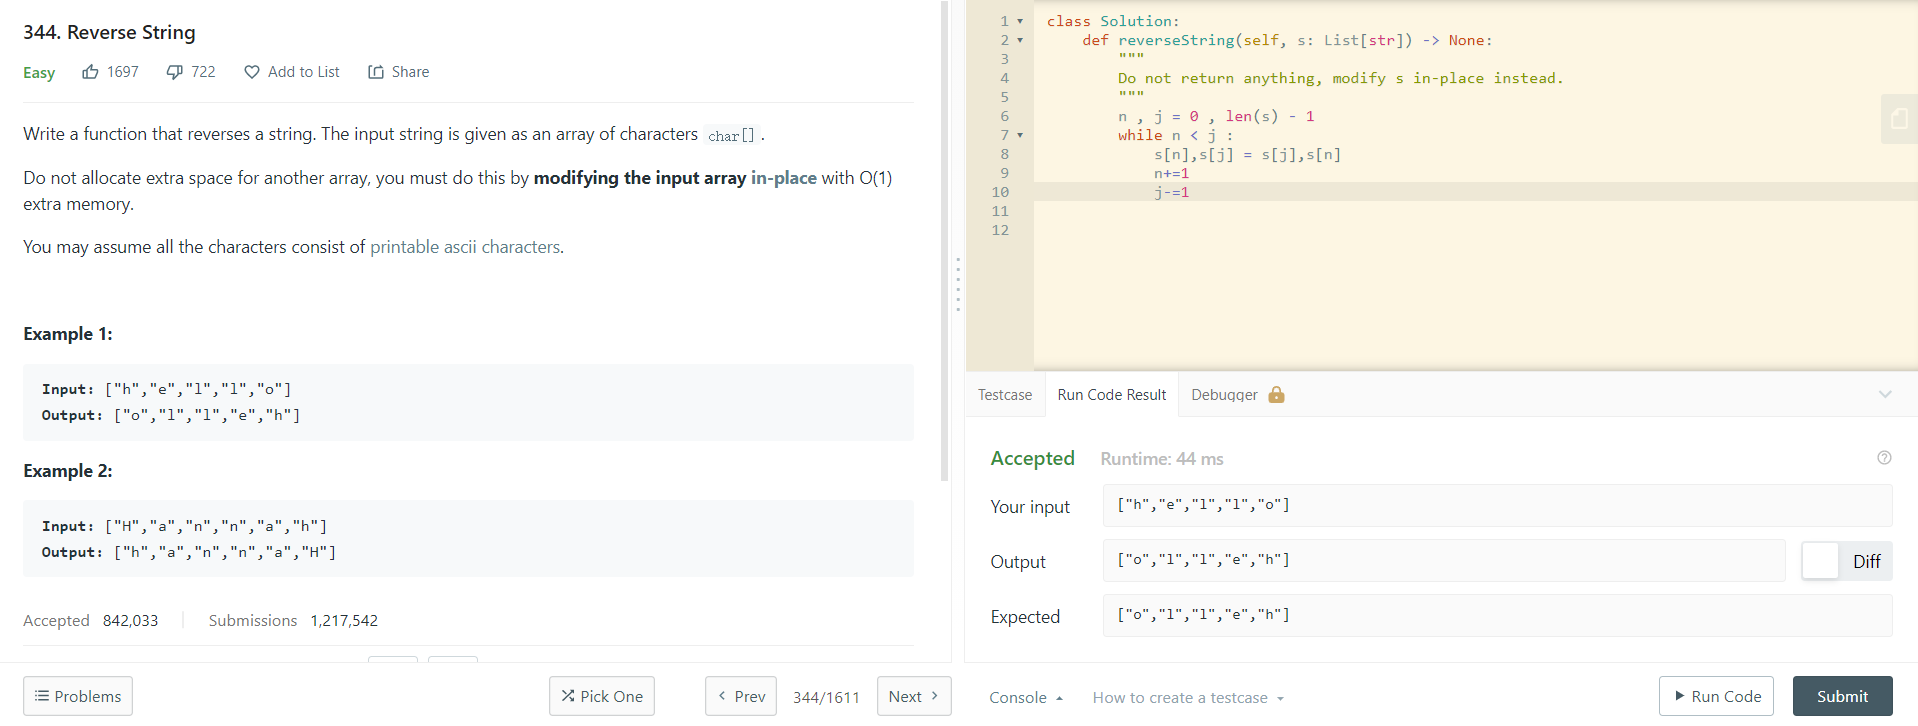 344. Reverse String
Easy 1697 722 Add to List Share
Write a function that reverses a string. The input string is given as an array of characters char[] .
Do not allocate extra space for another array, you must do this by modifying the input array in-place with O(1)
extra memory.
You may assume all the characters consist of printable ascii characters.
Example 1:
Input: ["h","e","l","l","o"]
Output: ["o","l","l","e","h"]
Example 2:
Input: ["H","a","n","n","a","h"]
Output: ["h","a","n","n","a","H"]
Accepted 842,033 Submissions 1,217,542
Problems Pick One < Prev 344/1611 Next >
1 class Solution:
2 def reverseString(self, s: List[str]) -> None:
3 """
4 Do not return anything, modify s in-place instead.
5 """
6 n , j = 0 , len(s) - 1
7 while n < j :
8 s[n],s[j] = s[j],s[n]
9 n+=1
10 j-=1
11
12
Testcase Run Code Result Debugger
Accepted Runtime: 44 ms
Your input ["h","e","l","l","o"]
Output ["o","l","l","e","h"] Diff
Expected ["o","l","l","e","h"]
Console How to create a testcase Run Code Submit